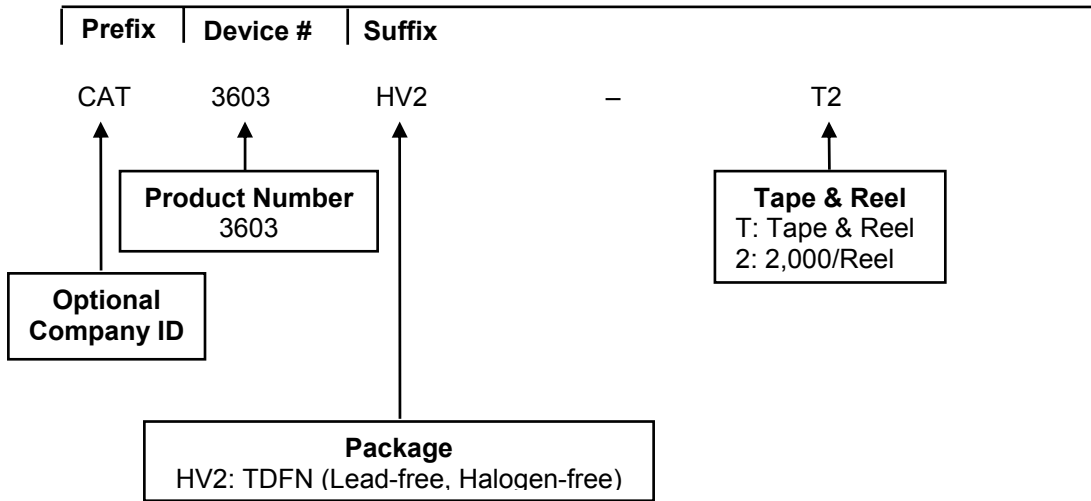 Prefix Device # Suffix
CAT 3603 HV2 – T2
Product Number
3603
Tape & Reel
T: Tape & Reel
2: 2,000/Reel
Optional
Company ID
Package
HV2: TDFN (Lead-free, Halogen-free)